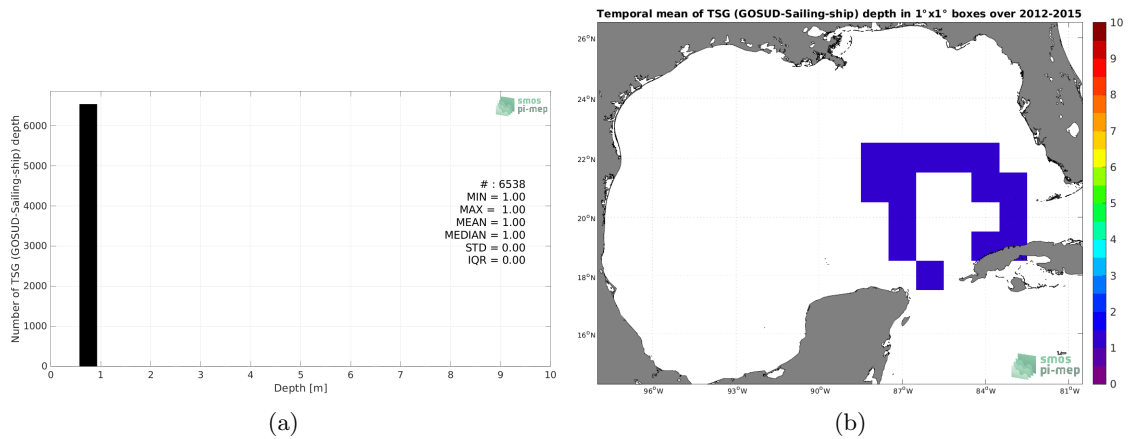 Number of TSG (GOSUD-Sailing-ship) depth
6000
5000
4000
3000
2000
1000
0
smos
pi-mep
# : 6538
MIN = 1.00
MAX = 1.00
MEAN = 1.00
MEDIAN = 1.00
STD = 0.00
IQR = 0.00
0 1 2 3 4 5 6 7 8 9 10
Depth [m]
(a)
Temporal mean of TSG (GOSUD-Sailing-ship) depth in 1°x1° boxes over 2012-2015
26°N
24°N
22°N
20°N
18°N
16°N
96°W 93°W 90°W 87°W 84°W 81°W
smos
pi-mep
10
9
8
7
6
5
4
3
2
1
0
(b)